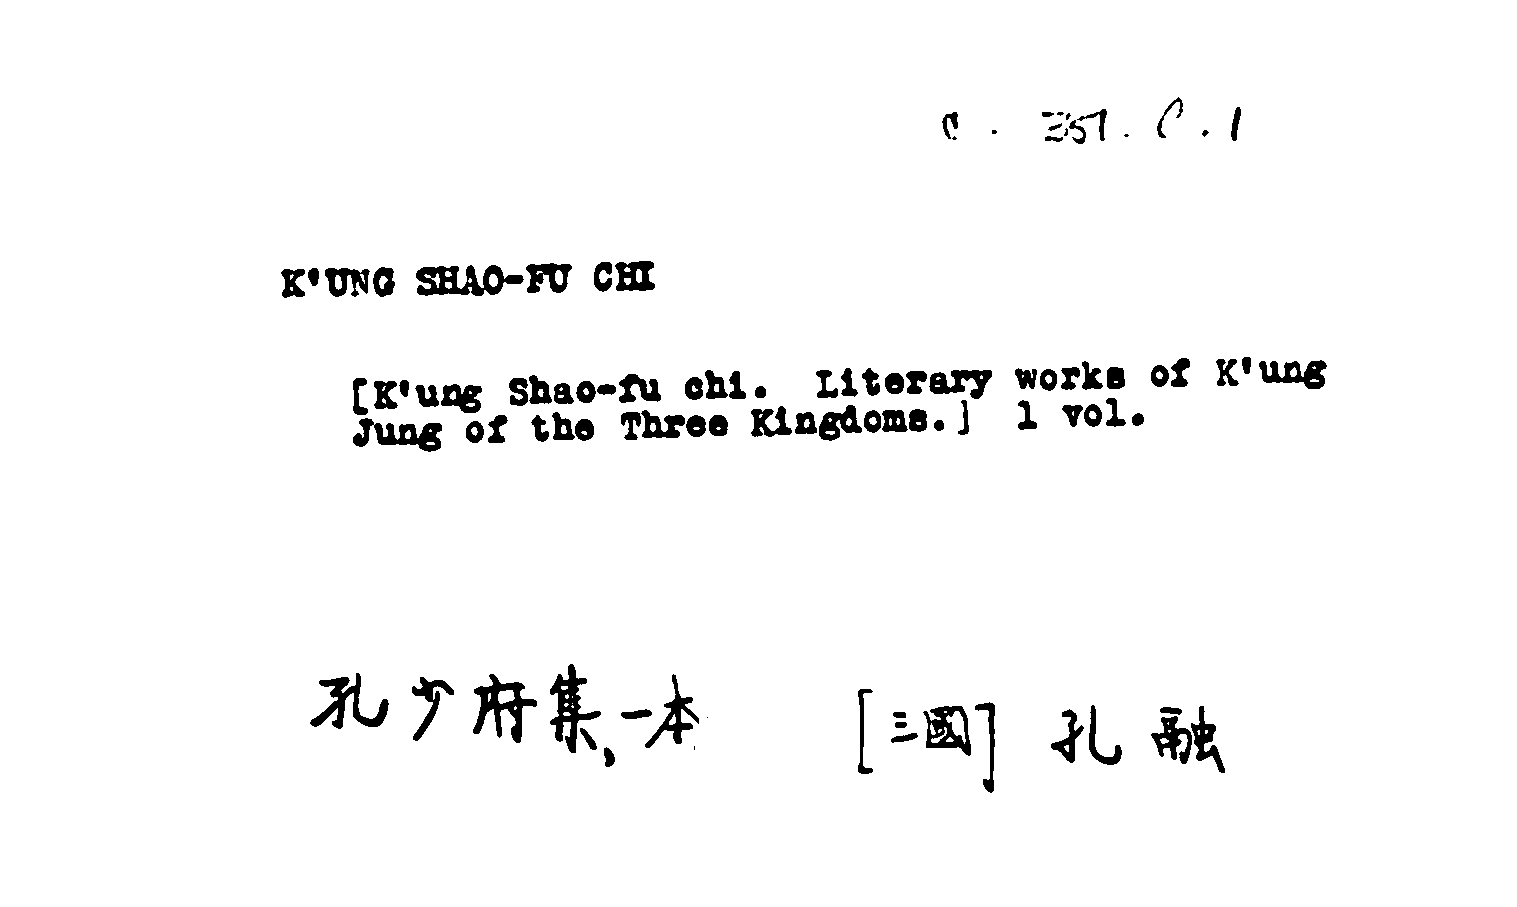 C. 351. C. 1
K'UNG SHAO-FU CHI
[K'ung Shao-fu chi. Literary works of K'ung
Jung of the Three Kingdoms.] 1 vol.
孔少府集,一本 [三國] 孔融